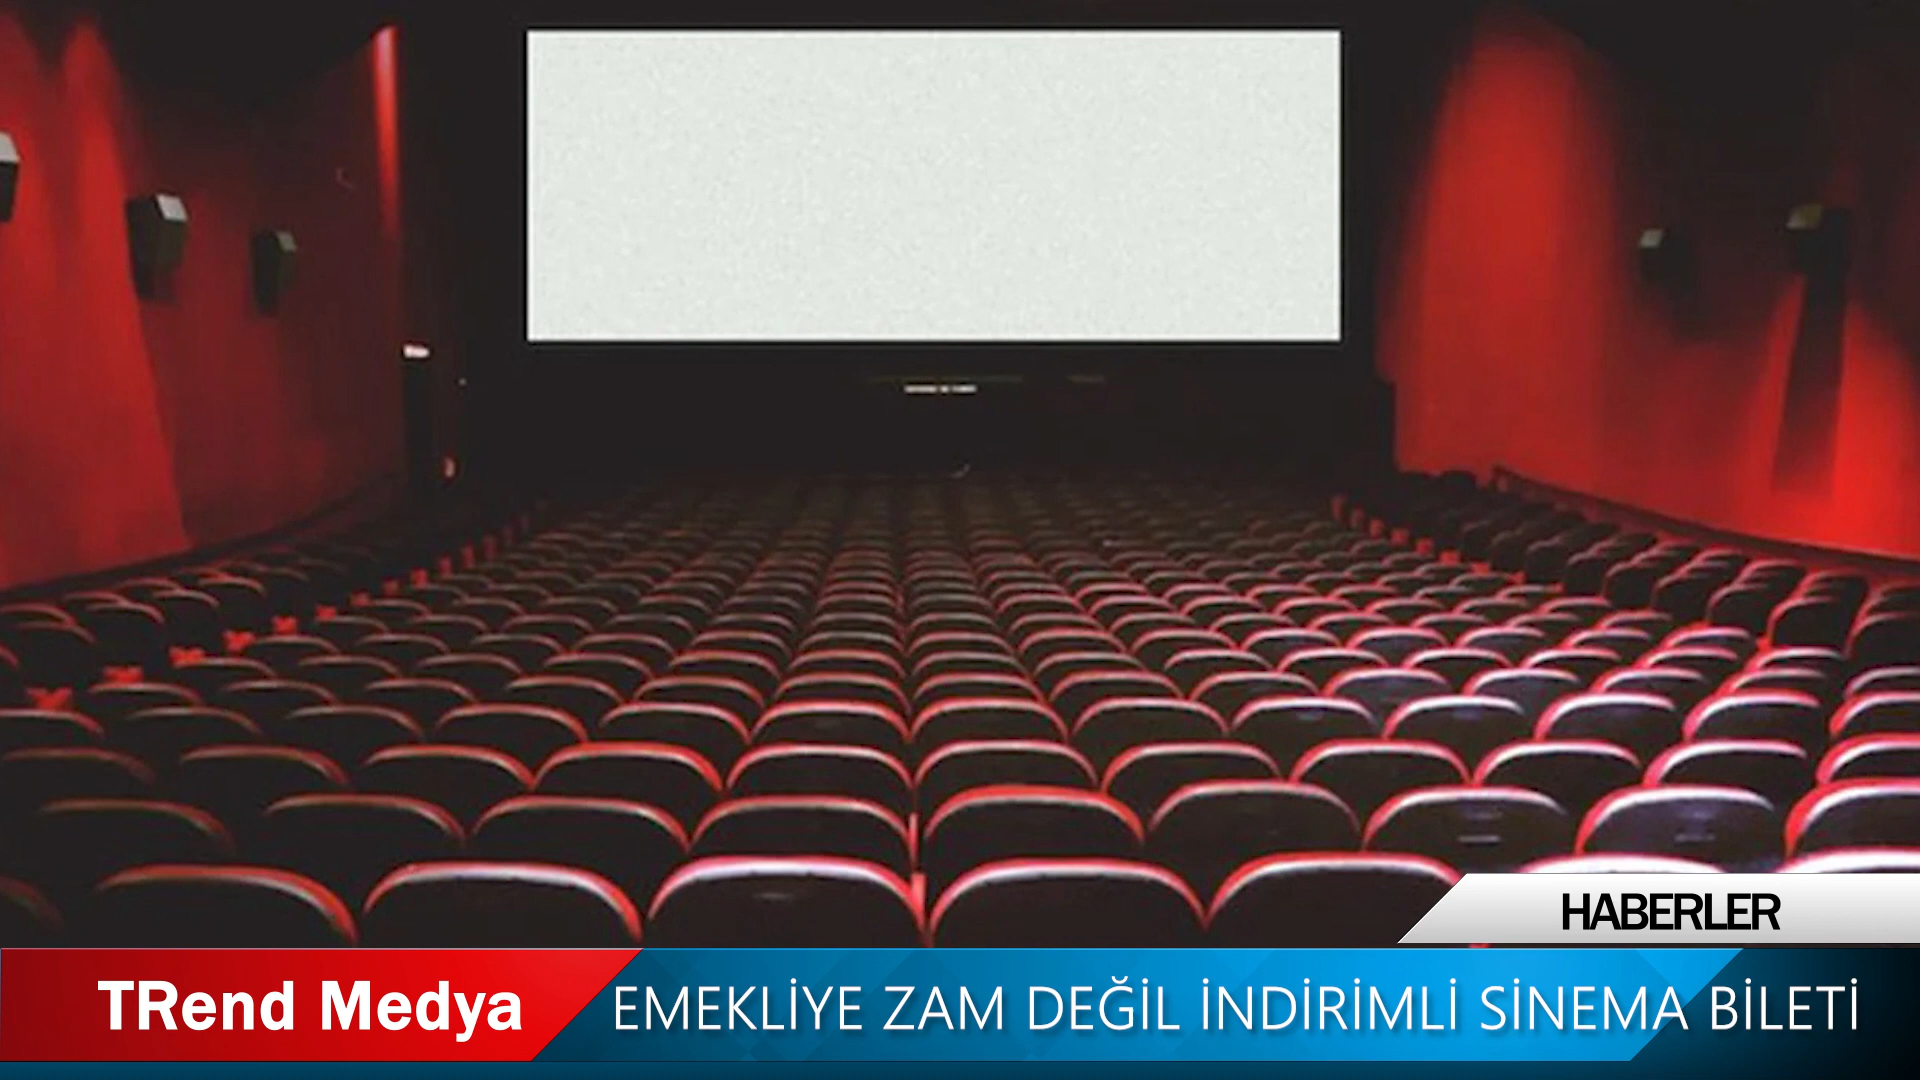 HABERLER
TRend Medya
EMEKLİYE ZAM DEĞİL İNDİRİMLİ SİNEMA BİLETİ